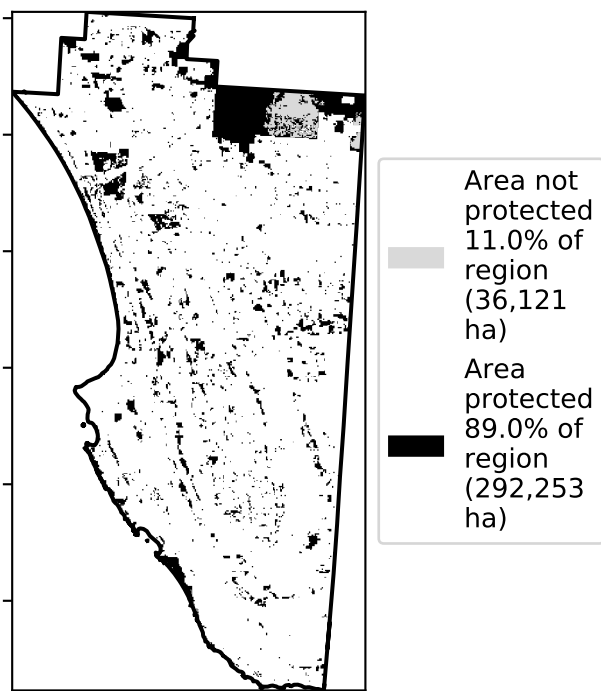 Area not
protected
11.0% of
region
(36,121
ha)
Area
protected
89.0% of
region
(292,253
ha)